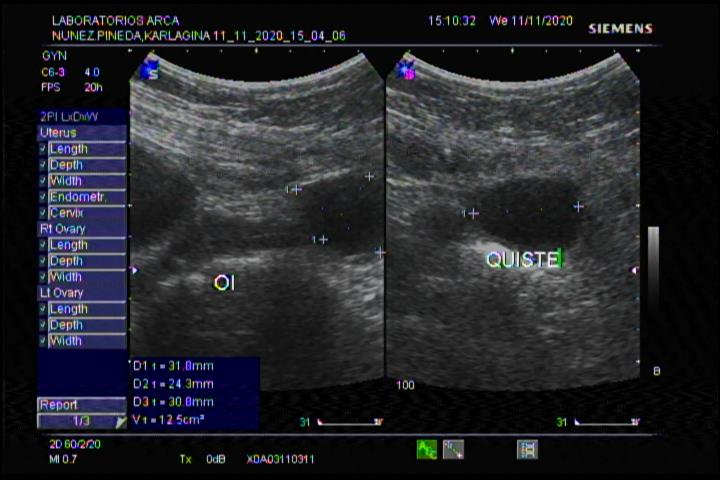 LABORATORIOS ARCA
15:10:32 We 11/11/2020
NUNEZ.PINEDA,KARLAGINA 11_11_2020_15_04_06
SIEMENS
GYN
C6-3 4.0
FPS 20h
2PI LxDxW
Uterus
Length
Depth
Width
Endometr.
Cervix
Rt Ovary
Length
Depth
Width
Lt Ovary
Length
Depth
Width
Report
1/3
S
1
1
OI
1
QUISTE
D1 1 = 31.8mm
D2 1 = 24.3mm
D3 1 = 30.8mm
V 1 = 12.5cm³
100
31
31
B
2D 60/2/20
MI 0.7
Tx 0dB XDA03110311